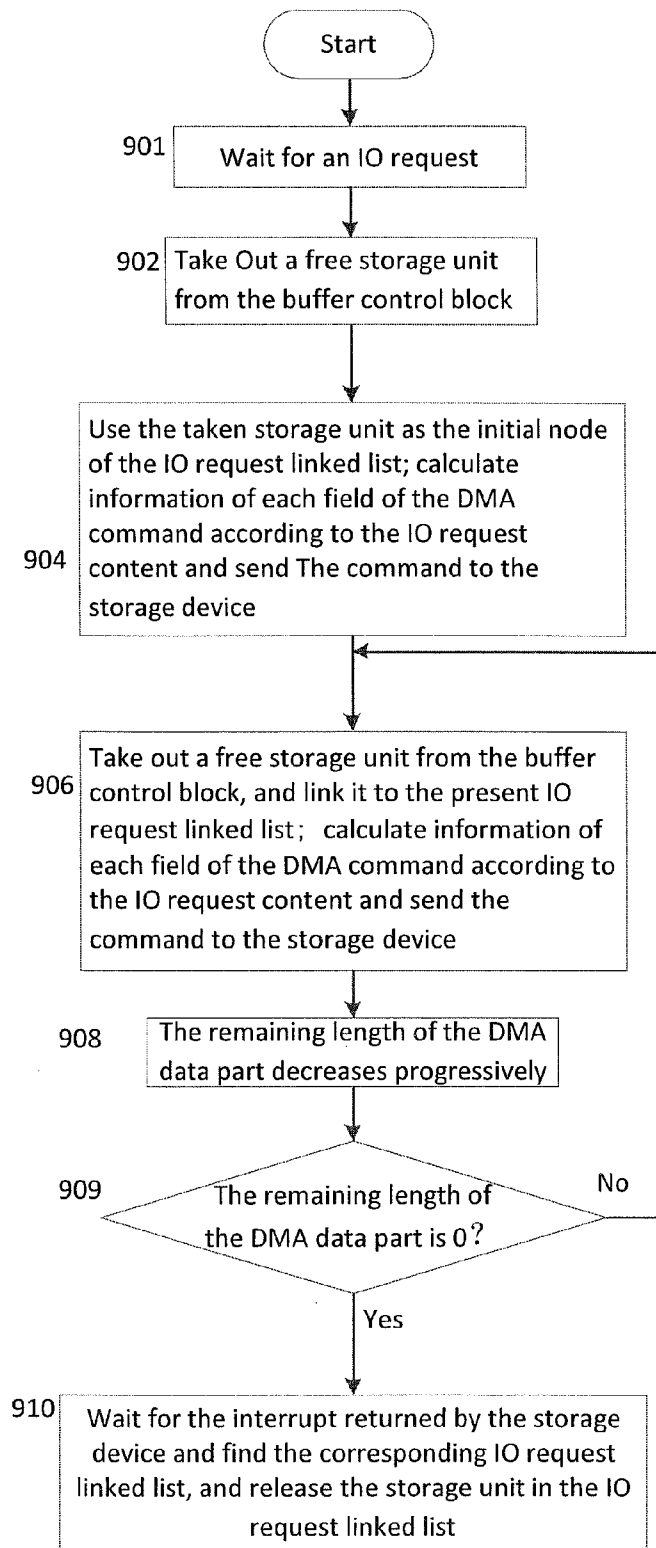 Start
901
Wait for an IO request
902
Take Out a free storage unit
from the buffer control block
904
Use the taken storage unit as the initial node
of the IO request linked list; calculate
information of each field of the DMA
command according to the IO request
content and send The command to the
storage device
906
Take out a free storage unit from the buffer
control block, and link it to the present IO
request linked list; calculate information of
each field of the DMA command according to
the IO request content and send the
command to the storage device
908
The remaining length of the DMA
data part decreases progressively
909
The remaining length of
the DMA data part is 0?
No
Yes
910
Wait for the interrupt returned by the storage
device and find the corresponding IO request
linked list, and release the storage unit in the IO
request linked list